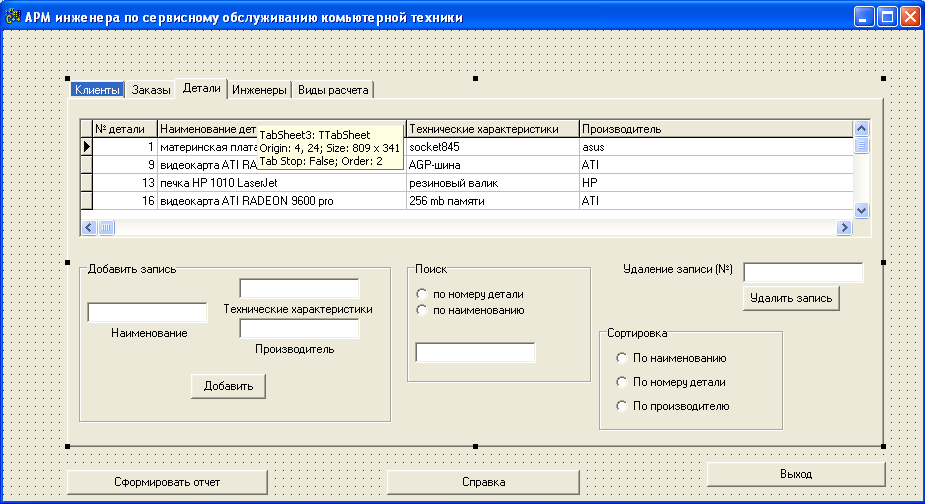 АРМ инженера по сервисному обслуживанию комьютерной техники
Клиенты Заказы Детали Инженеры Виды расчета
№ детали Наименование дет Технические характеристики Производитель
TabSheet3: TTabSheet
Origin: 4, 24; Size: 809 x 341
Tab Stop: False; Order: 2
1 материнская плата socket845 asus
9 видеокарта ATI RA AGP-шина ATI
13 печка HP 1010 LaserJet резиновый валик HP
16 видеокарта ATI RADEON 9600 pro 256 mb памяти ATI
Добавить запись
Наименование
Технические характеристики
Производитель
Добавить
Поиск
по номеру детали
по наименованию
Удаление записи (№)
Удалить запись
Сортировка
По наименованию
По номеру детали
По производителю
Сформировать отчет
Справка
Выход